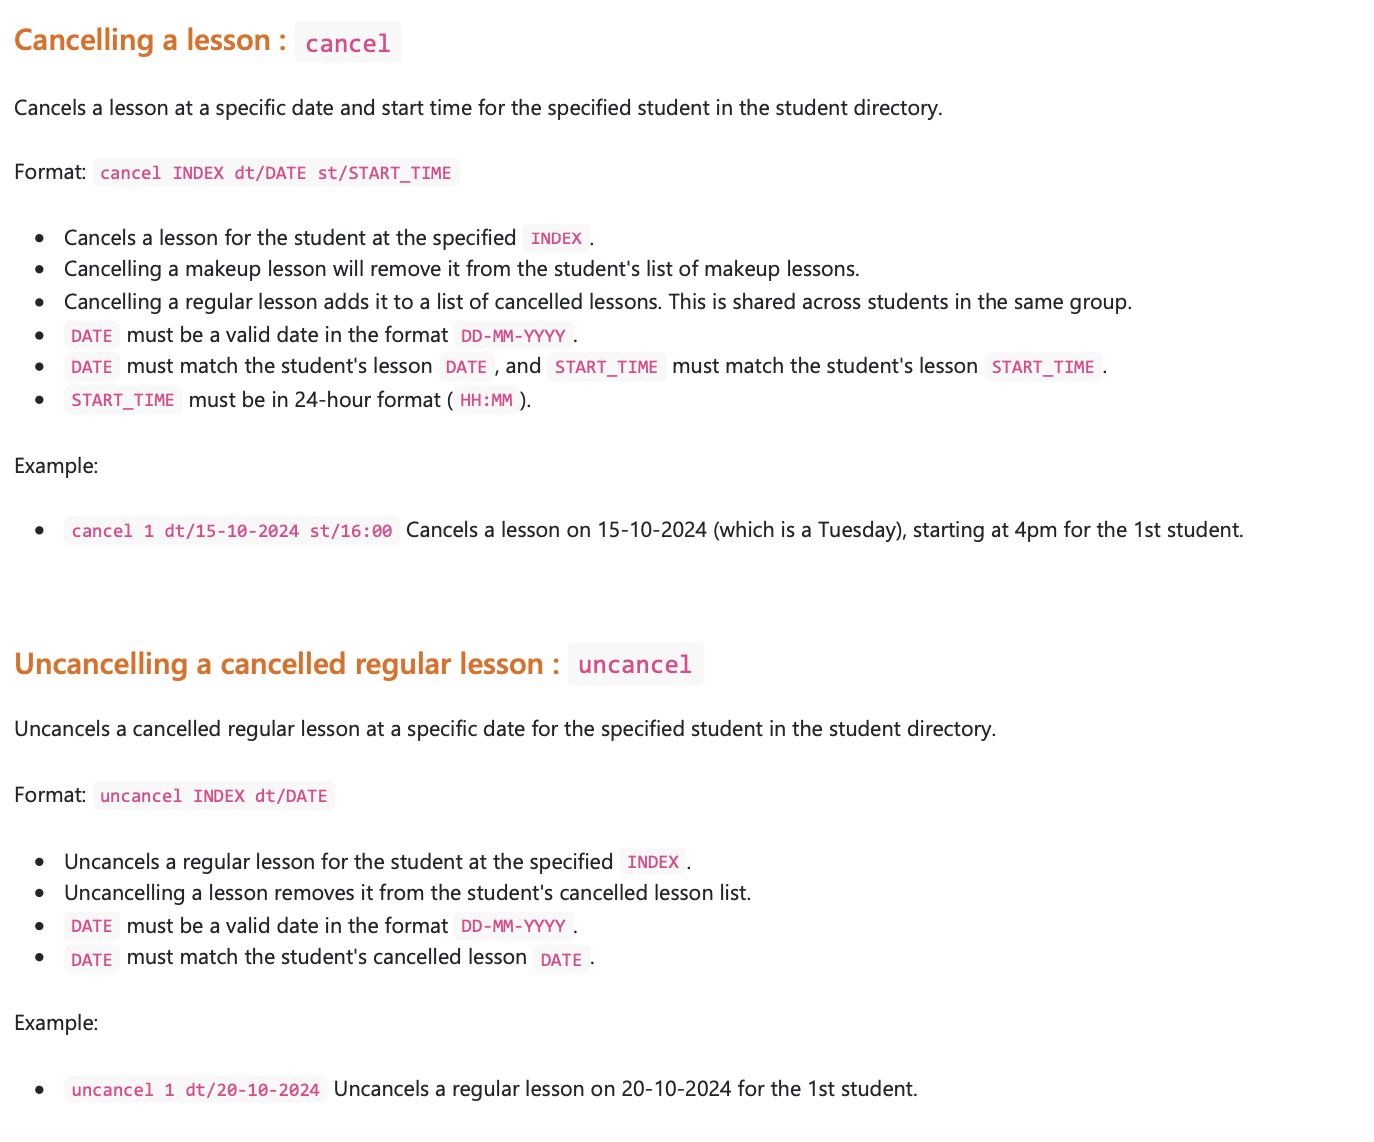 Cancelling a lesson : cancel
Cancels a lesson at a specific date and start time for the specified student in the student directory.
Format: cancel INDEX dt/DATE st/START_TIME
• Cancels a lesson for the student at the specified INDEX .
• Cancelling a makeup lesson will remove it from the student's list of makeup lessons.
• Cancelling a regular lesson adds it to a list of cancelled lessons. This is shared across students in the same group.
• DATE must be a valid date in the format DD-MM-YYYY .
• DATE must match the student's lesson DATE , and START_TIME must match the student's lesson START_TIME .
• START_TIME must be in 24-hour format ( HH:MM ).
Example:
• cancel 1 dt/15-10-2024 st/16:00 Cancels a lesson on 15-10-2024 (which is a Tuesday), starting at 4pm for the 1st student.
Uncancelling a cancelled regular lesson : uncancel
Uncancels a cancelled regular lesson at a specific date for the specified student in the student directory.
Format: uncancel INDEX dt/DATE
• Uncancels a regular lesson for the student at the specified INDEX .
• Uncancelling a lesson removes it from the student's cancelled lesson list.
• DATE must be a valid date in the format DD-MM-YYYY .
• DATE must match the student's cancelled lesson DATE .
Example:
• uncancel 1 dt/20-10-2024 Uncancels a regular lesson on 20-10-2024 for the 1st student.